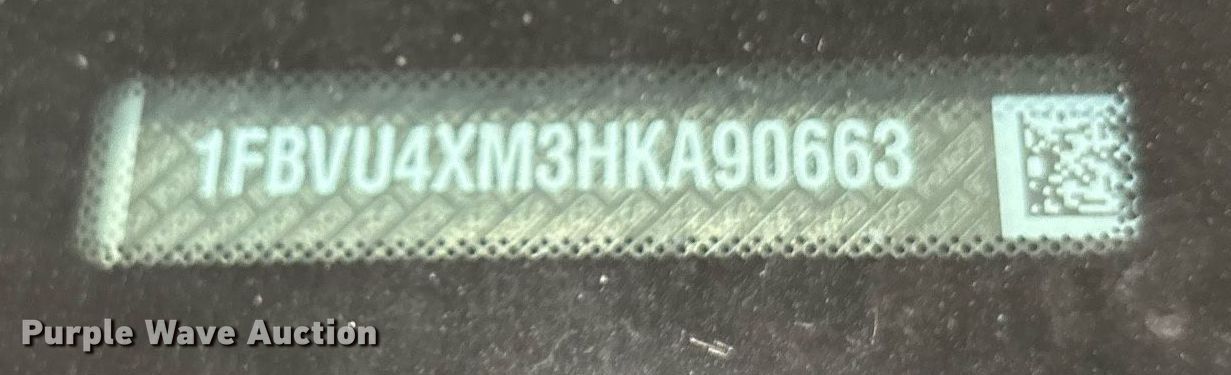 1FBVU4XM3HKA90663
Purple Wave Auction